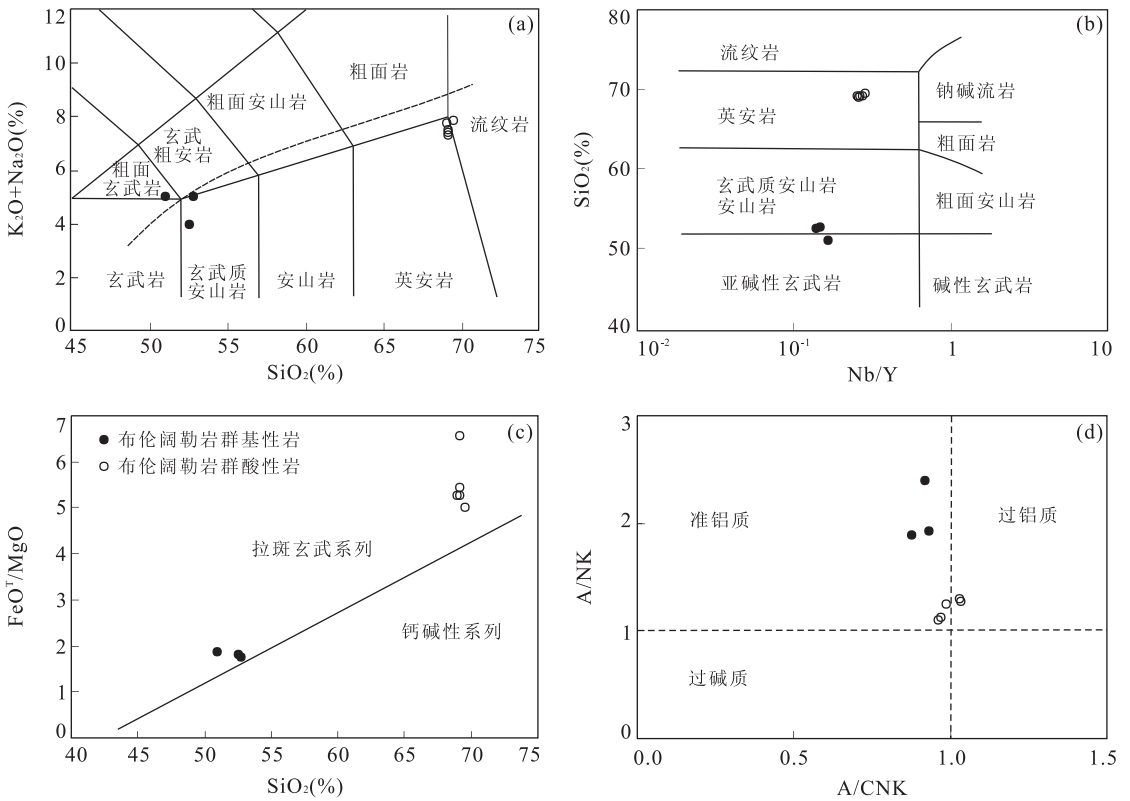 (a)
K₂O+Na₂O(%)
12
10
8
6
4
2
0
45
50
55
60
65
70
75
SiO₂(%)
粗面岩
粗面安山岩
玄武
粗安岩
粗面
玄武岩
流纹岩
玄武岩
玄武质
安山岩
安山岩
英安岩
(b)
SiO₂(%)
80
70
60
50
40
10⁻²
10⁻¹
1
10
Nb/Y
流纹岩
英安岩
钠碱流岩
粗面岩
玄武质安山岩
安山岩
粗面安山岩
亚碱性玄武岩
碱性玄武岩
(c)
FeOᵀ/MgO
7
6
5
4
3
2
1
0
40
50
55
60
65
70
75
SiO₂(%)
布伦阔勒岩群基性岩
布伦阔勒岩群酸性岩
拉斑玄武系列
钙碱性系列
(d)
A/NK
3
2
1
0
0.0
0.5
1.0
1.5
A/CNK
准铝质
过铝质
过碱质